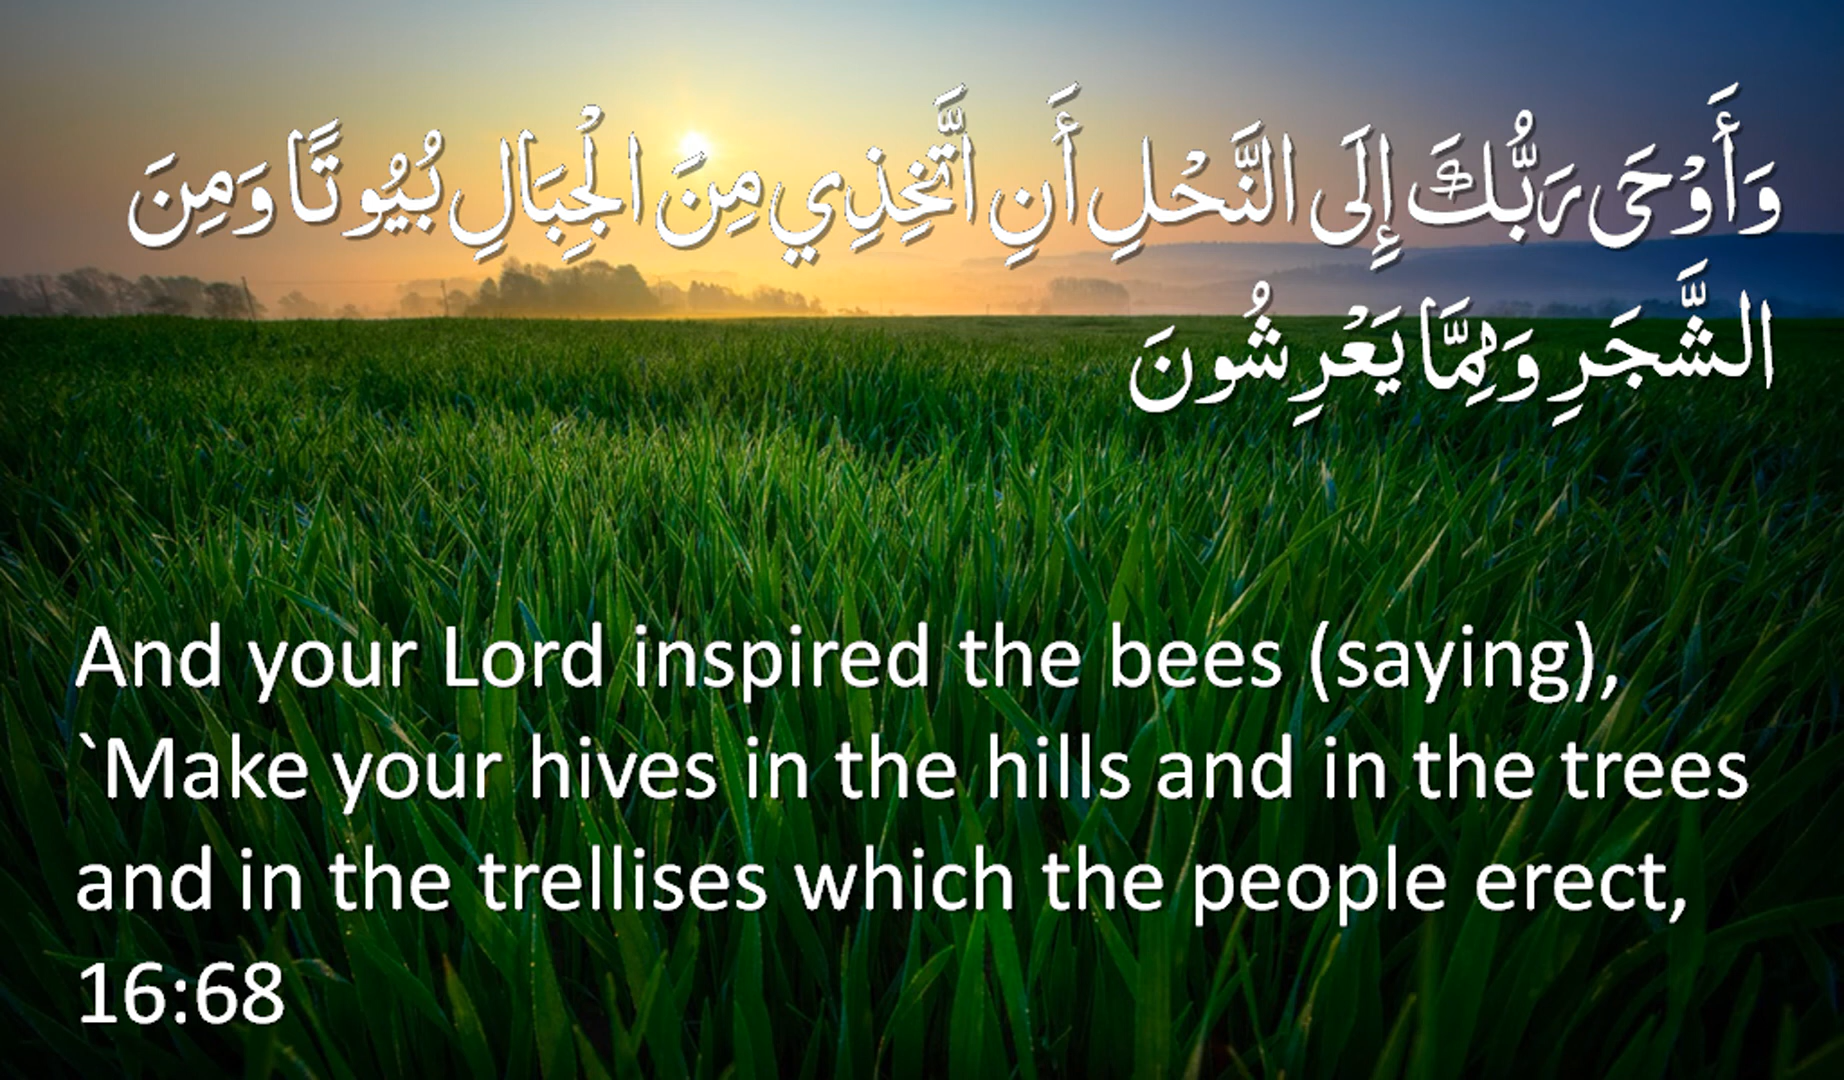 وَأَوْحَى رَبُّكَ إِلَى النَّحْلِ أَنِ اَتَّخِذِي مِنَ الْجِبَالِ بُيُوتًا وَمِنَ
الشَّجَرِ وَمِمَّا يَعْرِشُونَ
And your Lord inspired the bees (saying),
`Make your hives in the hills and in the trees
and in the trellises which the people erect,
16:68